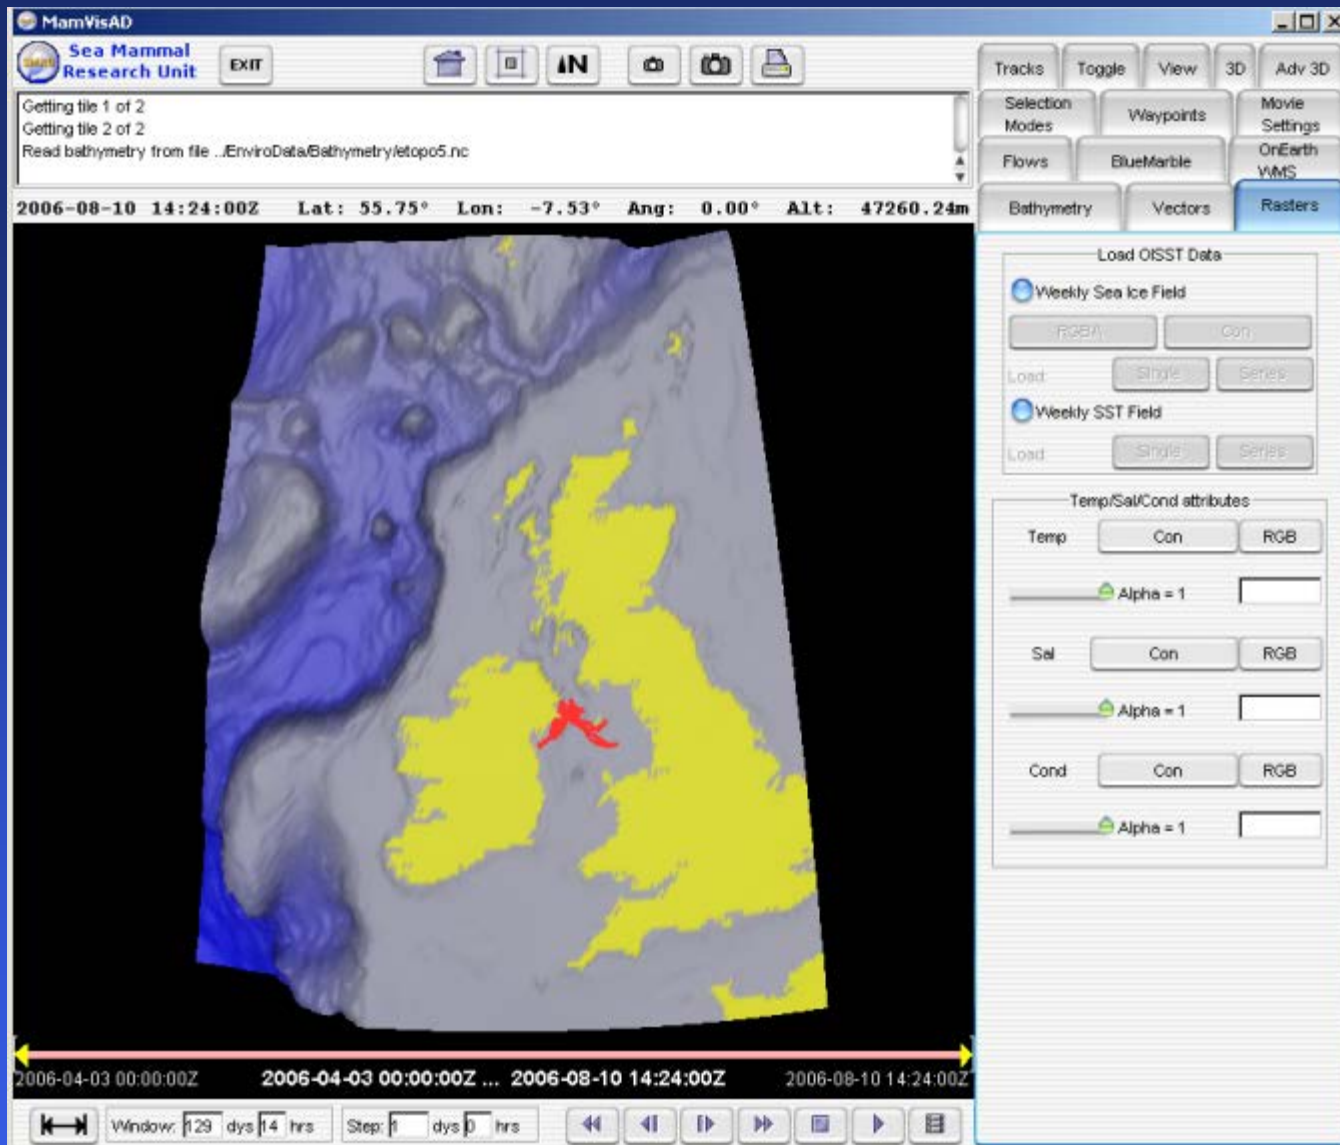 MamVisAD
Sea Mammal
Research Unit
EXIT
N
Getting tile 1 of 2
Getting tile 2 of 2
Read bathymetry from file ../EnviroData/Bathymetry/etopo5.nc
2006-08-10 14:24:00Z Lat: 55.75° Lon: -7.53° Ang: 0.00° Alt: 47260.24m
Tracks Toggle View 3D Adv 3D
Selection Modes Waypoints Movie Settings
Flows BlueMarble OnEarth WMS
Bathymetry Vectors Rasters
Load OISST Data
Weekly Sea Ice Field
RGBA Con
Load Single Series
Weekly SST Field
Load Single Series
Temp/Sal/Cond attributes
Temp Con RGB
Alpha = 1
Sal Con RGB
Alpha = 1
Cond Con RGB
Alpha = 1
2006-04-03 00:00:00Z 2006-04-03 00:00:00Z ... 2006-08-10 14:24:00Z 2006-08-10 14:24:00Z
Window: 129 dys 14 hrs Step: 1 dys 0 hrs